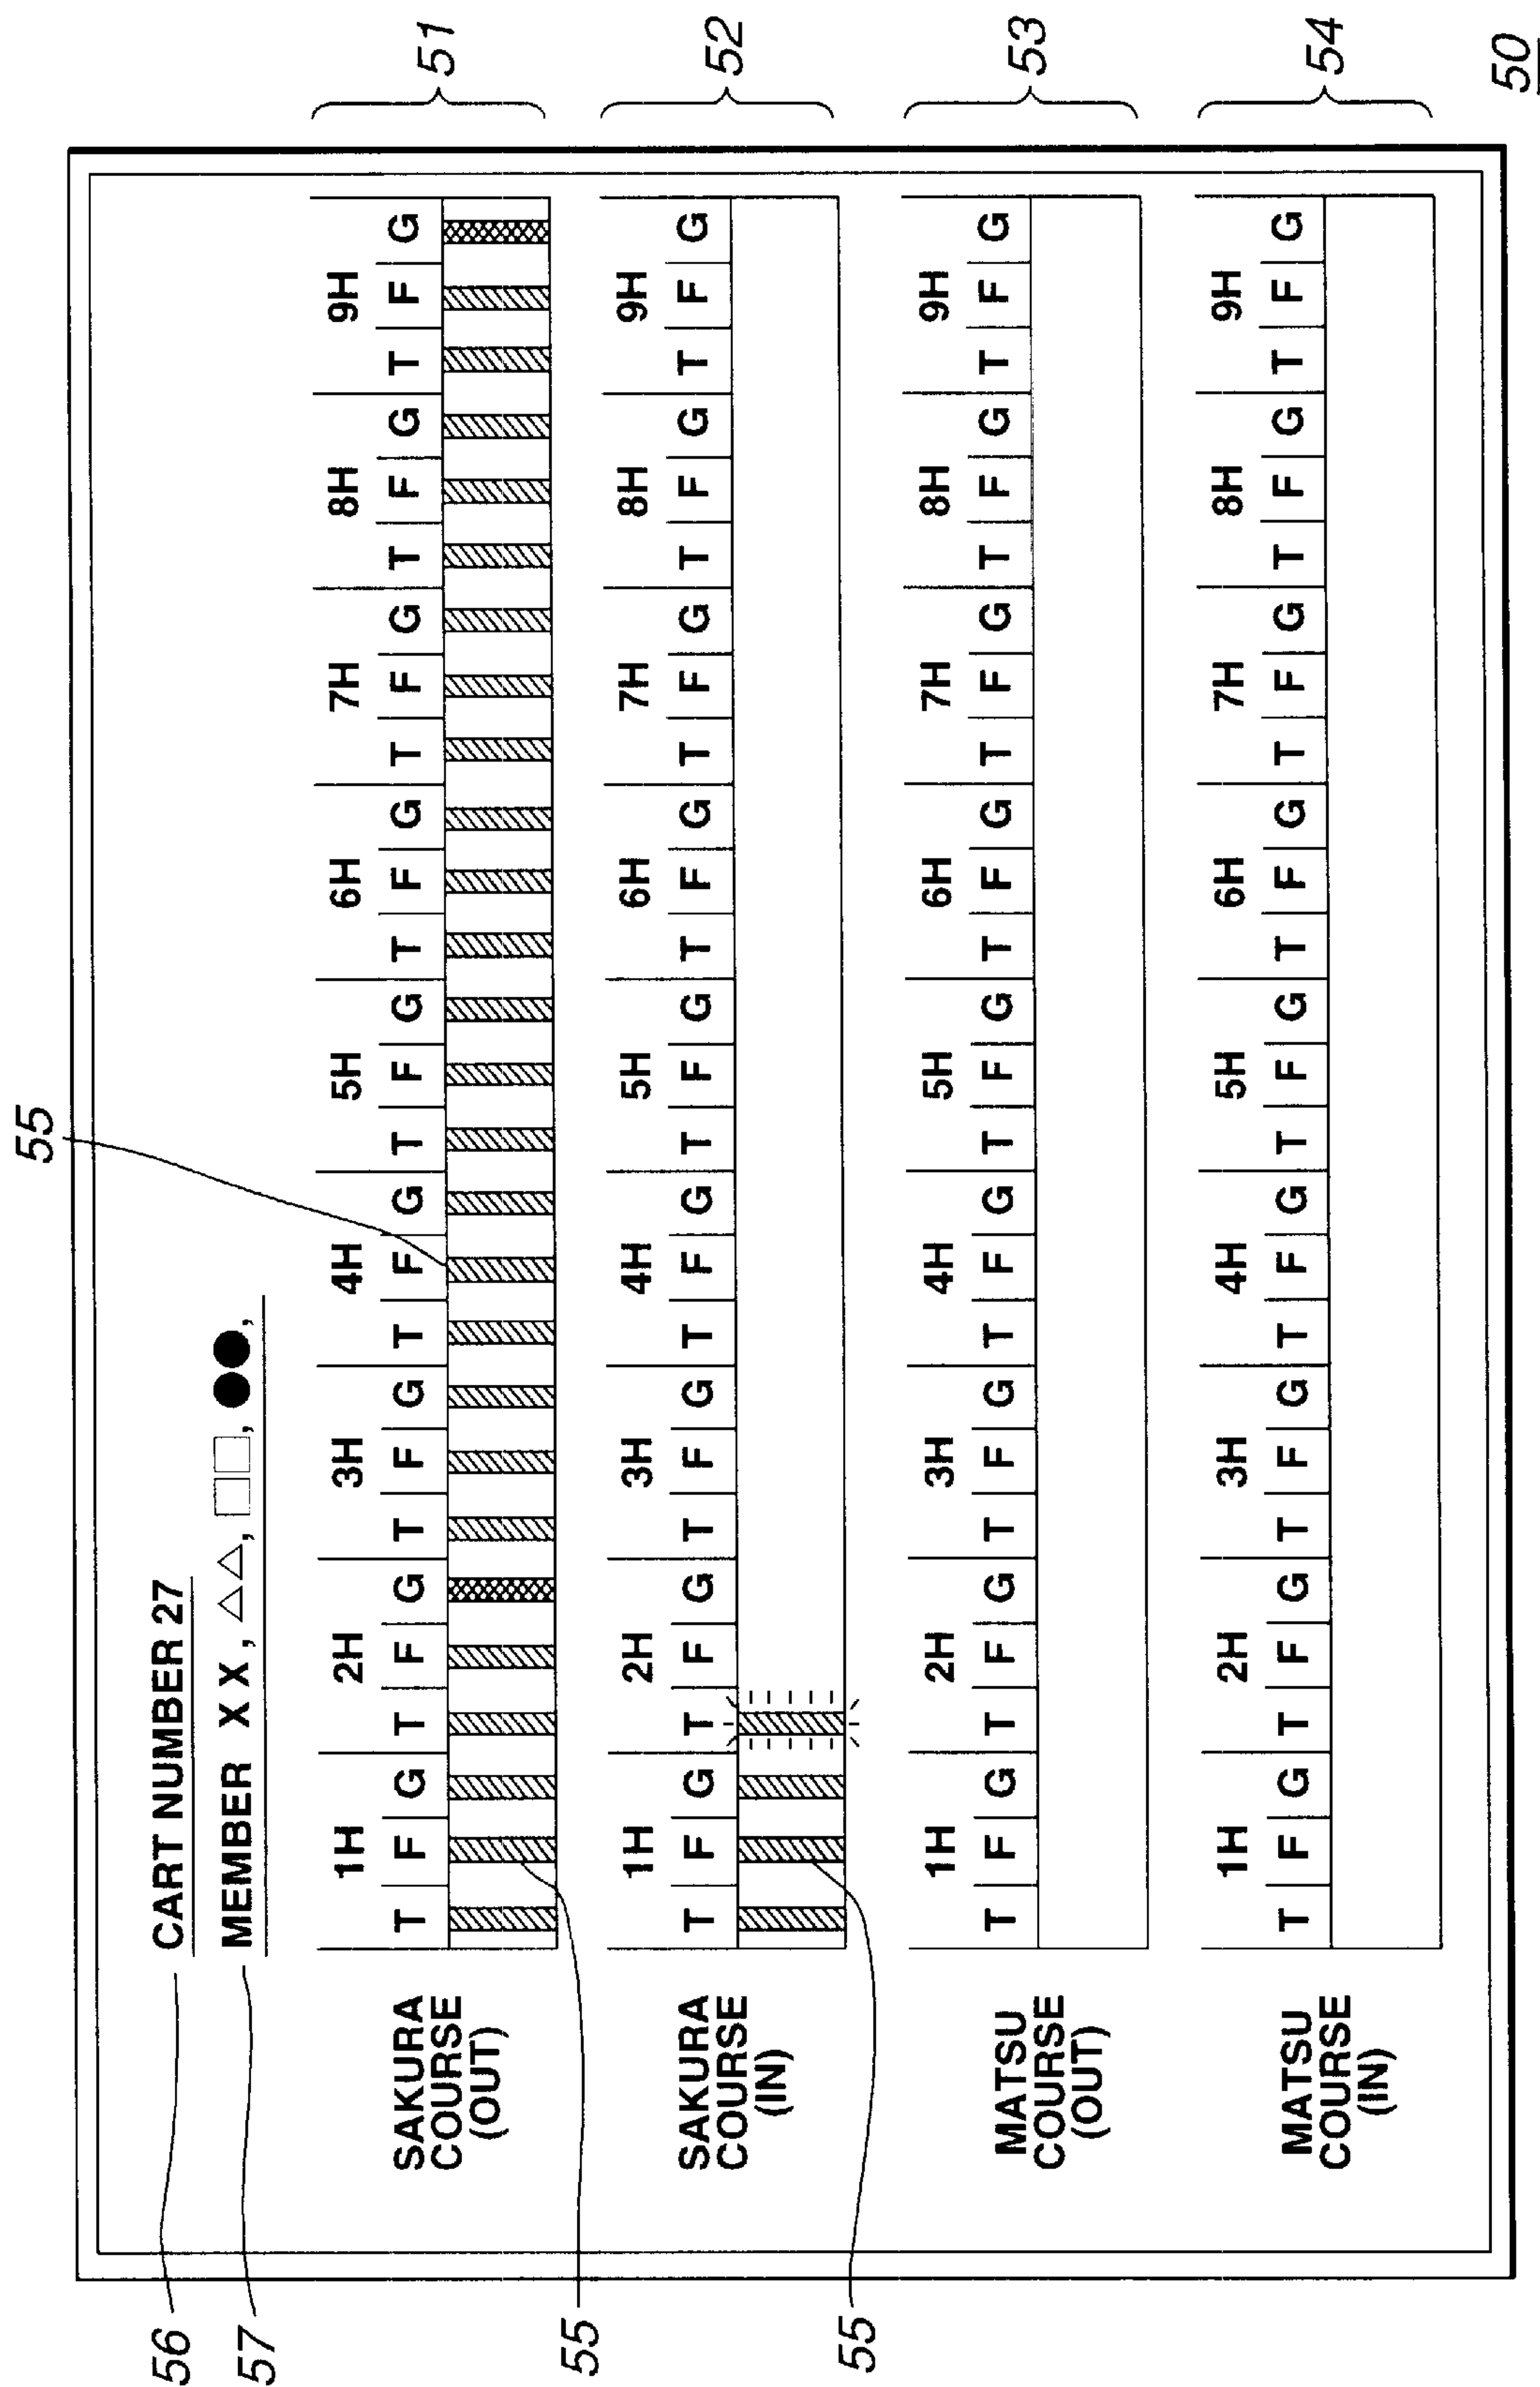 CART NUMBER 27
MEMBER X X, △△, □□, ●●,
56
57
55
SAKURA COURSE (OUT)
1H 2H 3H 4H 5H 6H 7H 8H 9H
T F G T F G T F G T F G T F G T F G T F G T F G T F G
51
55
SAKURA COURSE (IN)
1H 2H 3H 4H 5H 6H 7H 8H 9H
T F G T F G T F G T F G T F G T F G T F G T F G T F G
52
55
MATSU COURSE (OUT)
1H 2H 3H 4H 5H 6H 7H 8H 9H
T F G T F G T F G T F G T F G T F G T F G T F G T F G
53
MATSU COURSE (IN)
1H 2H 3H 4H 5H 6H 7H 8H 9H
T F G T F G T F G T F G T F G T F G T F G T F G T F G
54
50